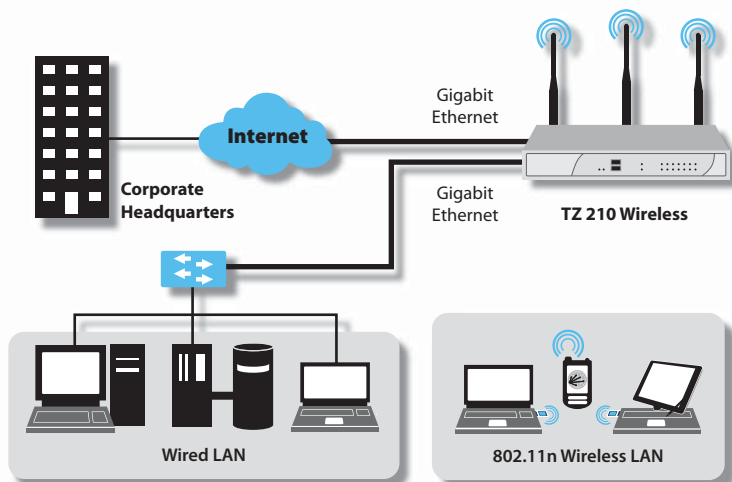 Gigabit
Ethernet
Internet
Corporate
Headquarters
Gigabit
Ethernet
TZ 210 Wireless
Wired LAN
802.11n Wireless LAN